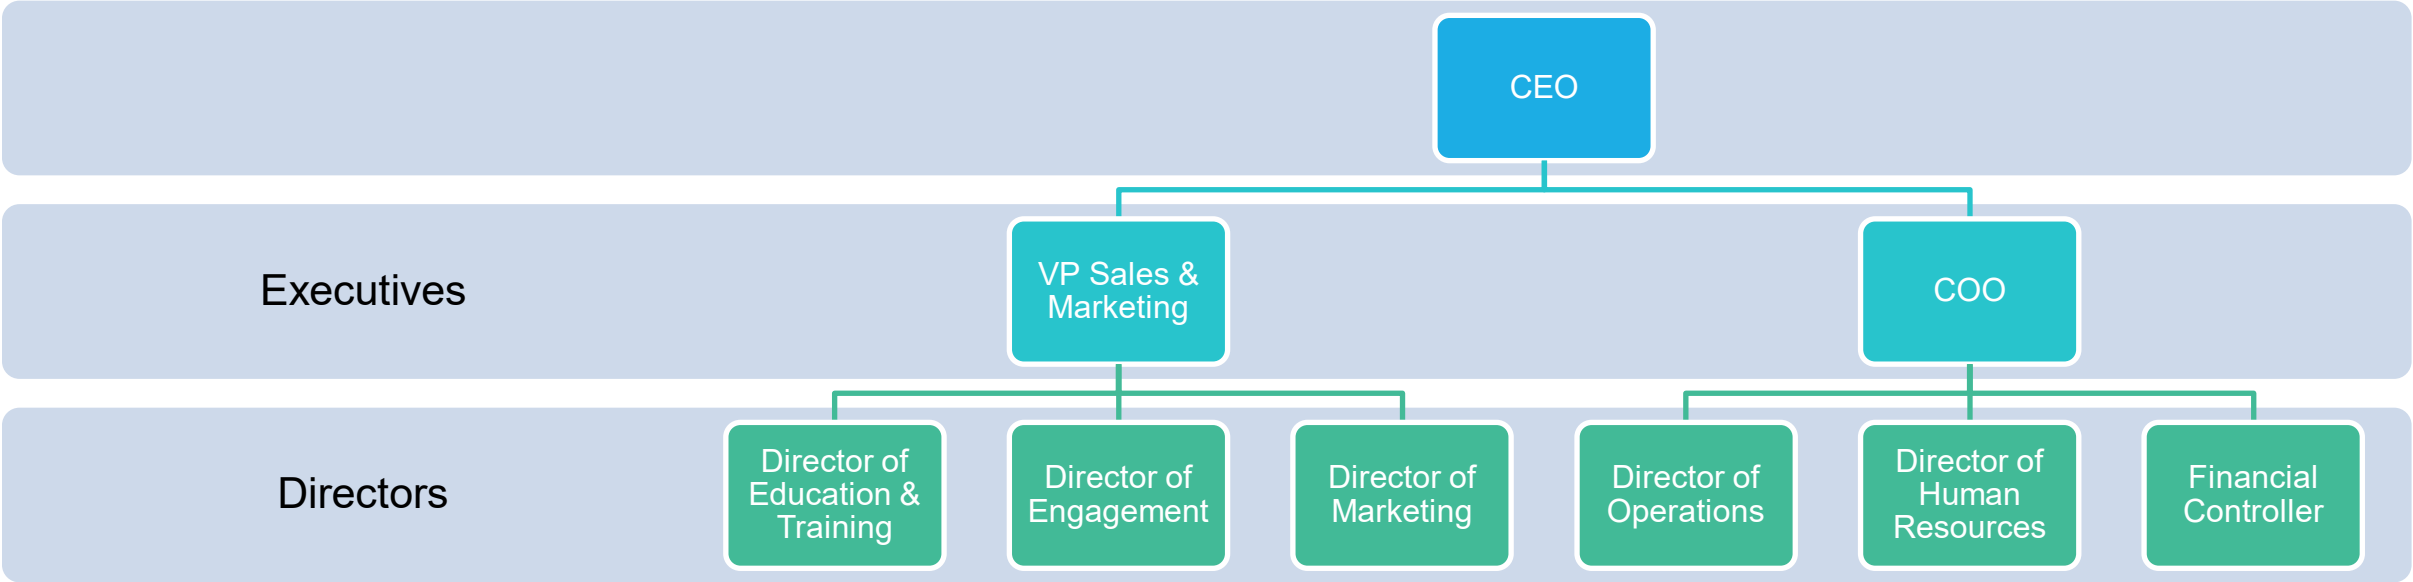 CEO
Executives
VP Sales &
Marketing
COO
Directors
Director of
Education &
Training
Director of
Engagement
Director of
Marketing
Director of
Operations
Director of
Human
Resources
Financial
Controller